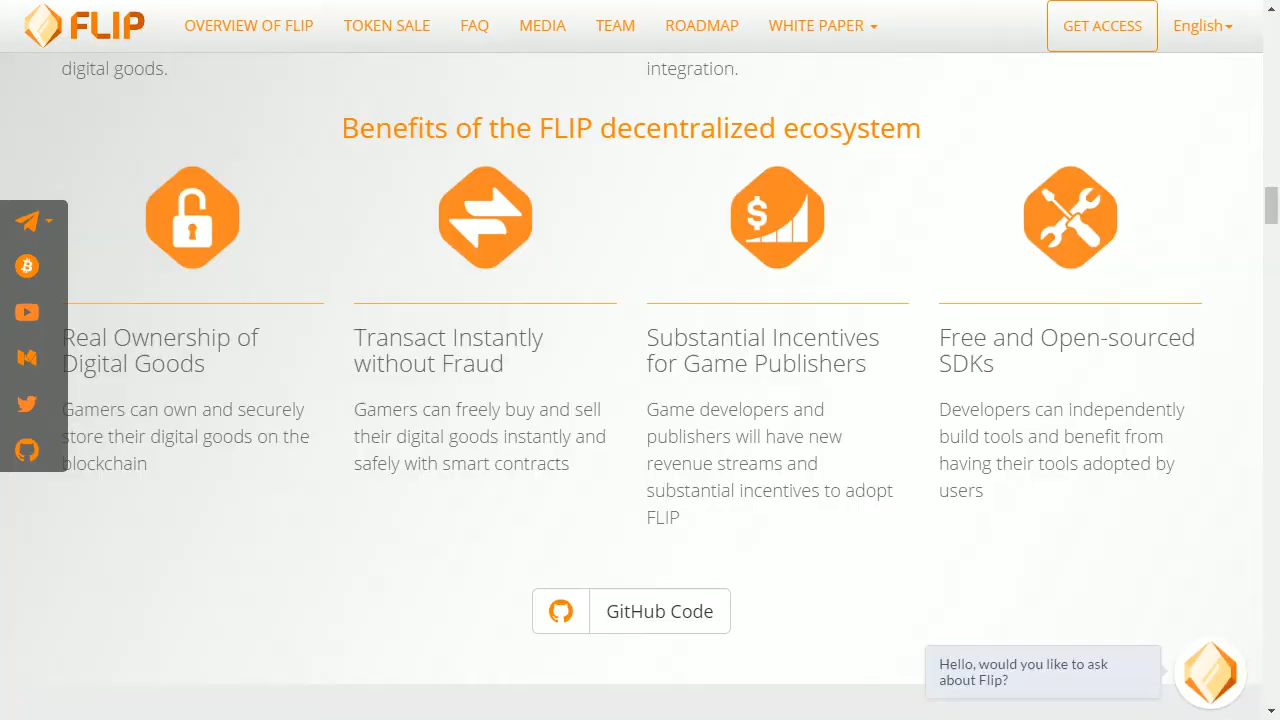 FLIP
OVERVIEW OF FLIP
TOKEN SALE
FAQ
MEDIA
TEAM
ROADMAP
WHITE PAPER
GET ACCESS
English
digital goods.
integration.
Benefits of the FLIP decentralized ecosystem
$
Real Ownership of
Digital Goods
Gamers can own and securely
store their digital goods on the
blockchain
Transact Instantly
without Fraud
Gamers can freely buy and sell
their digital goods instantly and
safely with smart contracts
Substantial Incentives
for Game Publishers
Game developers and
publishers will have new
revenue streams and
substantial incentives to adopt
FLIP
Free and Open-sourced
SDKs
Developers can independently
build tools and benefit from
having their tools adopted by
users
GitHub Code
Hello, would you like to ask
about Flip?